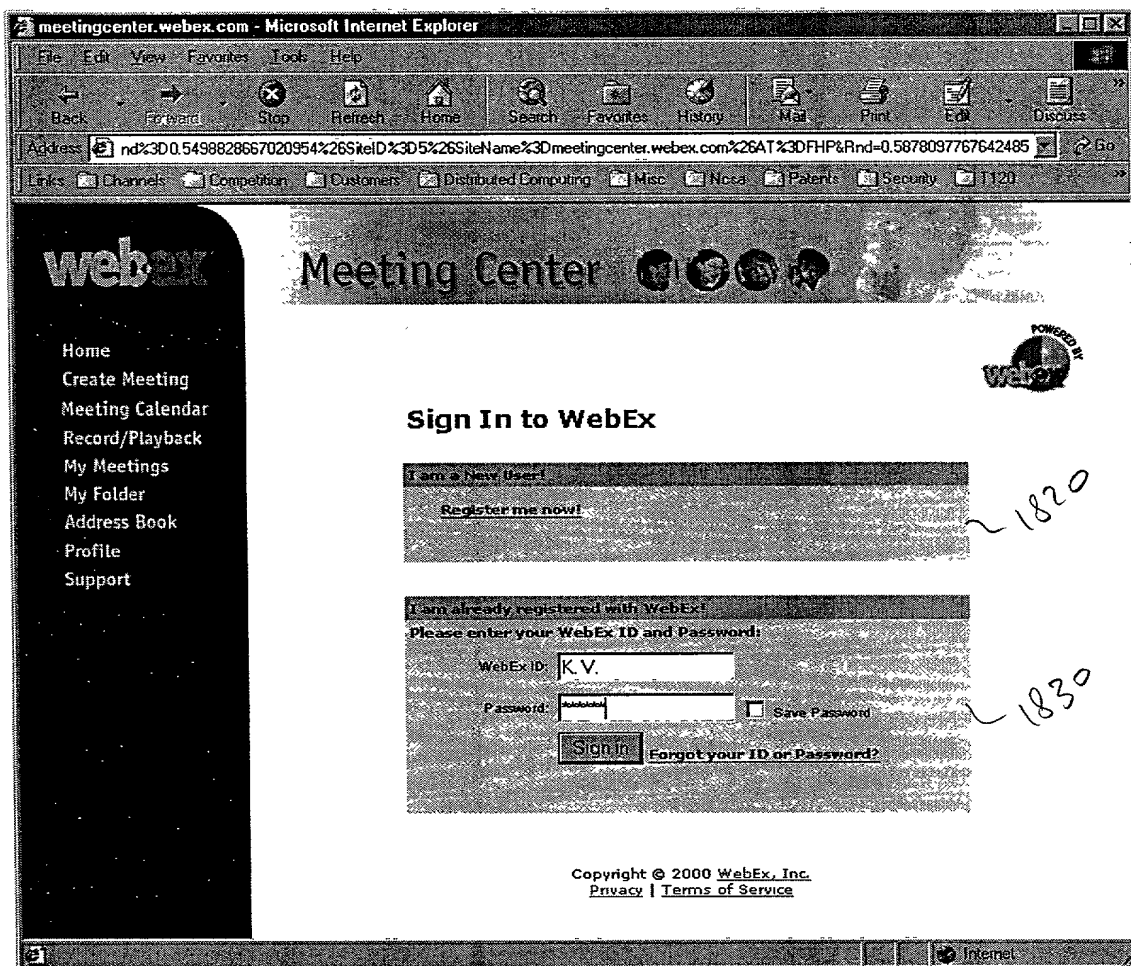 meetingcenter.webex.com - Microsoft Internet Explorer
File Edit View Favorites Tools Help
Back Forward Stop Refresh Home Search Favorites History Mail Print Edit Discuss
Address nd%3D0.5498828667020954%26SiteID%3D5%26SiteName%3Dmeetingcenter.webex.com%26AT%3DFHP&Rnd=0.5878097767642485 Go
Links Channels Competition Customers Distributed Computing Misc Ncsa Patents Security T120
webex Meeting Center
POWERED BY
webex
Home
Create Meeting
Meeting Calendar
Record/Playback
My Meetings
My Folder
Address Book
Profile
Support
Sign In to WebEx
I am a New User!
Register me now!
1820
I am already registered with WebEx!
Please enter your WebEx ID and Password:
WebEx ID: K.V.
Password: ******
Save Password
Sign in Forgot your ID or Password?
1830
Copyright © 2000 WebEx, Inc.
Privacy | Terms of Service
Internet